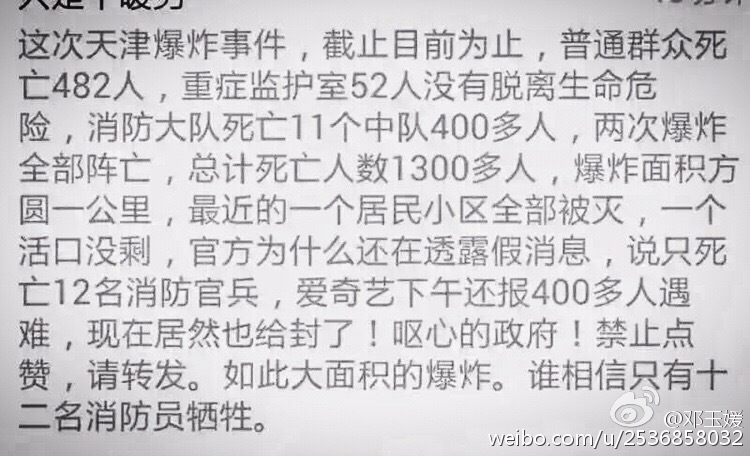 这次天津爆炸事件，截止目前为止，普通群众死
亡482人，重症监护室52人没有脱离生命危
险，消防大队死亡11个中队400多人，两次爆炸
全部阵亡，总计死亡人数1300多人，爆炸面积方
圆一公里，最近的一个居民小区全部被灭，一个
活口没剩，官方为什么还在透露假消息，说只死
亡12名消防官兵，爱奇艺下午还报400多人遇
难，现在居然也给封了！呕心的政府！禁止点
赞，请转发。如此大面积的爆炸。谁相信只有十
二名消防员牺牲。
@邓玉媛
weibo.com/u/2536858032